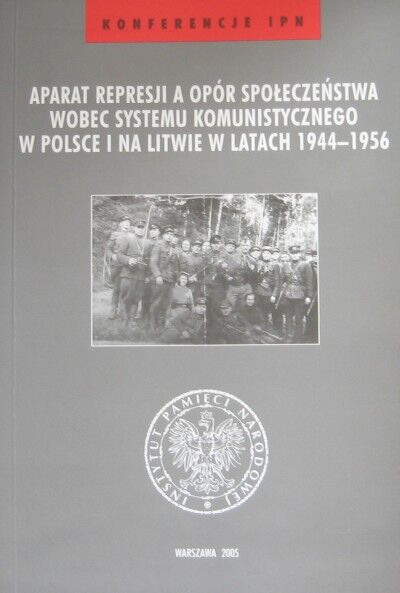 KONFERENCJE IPN
APARAT REPRESJI A OPÓR SPOŁECZEŃSTWA
WOBEC SYSTEMU KOMUNISTYCZNEGO
W POLSCE I NA LITWIE W LATACH 1944–1956
INSTYTUT PAMIĘCI NARODOWEJ
WARSZAWA 2005